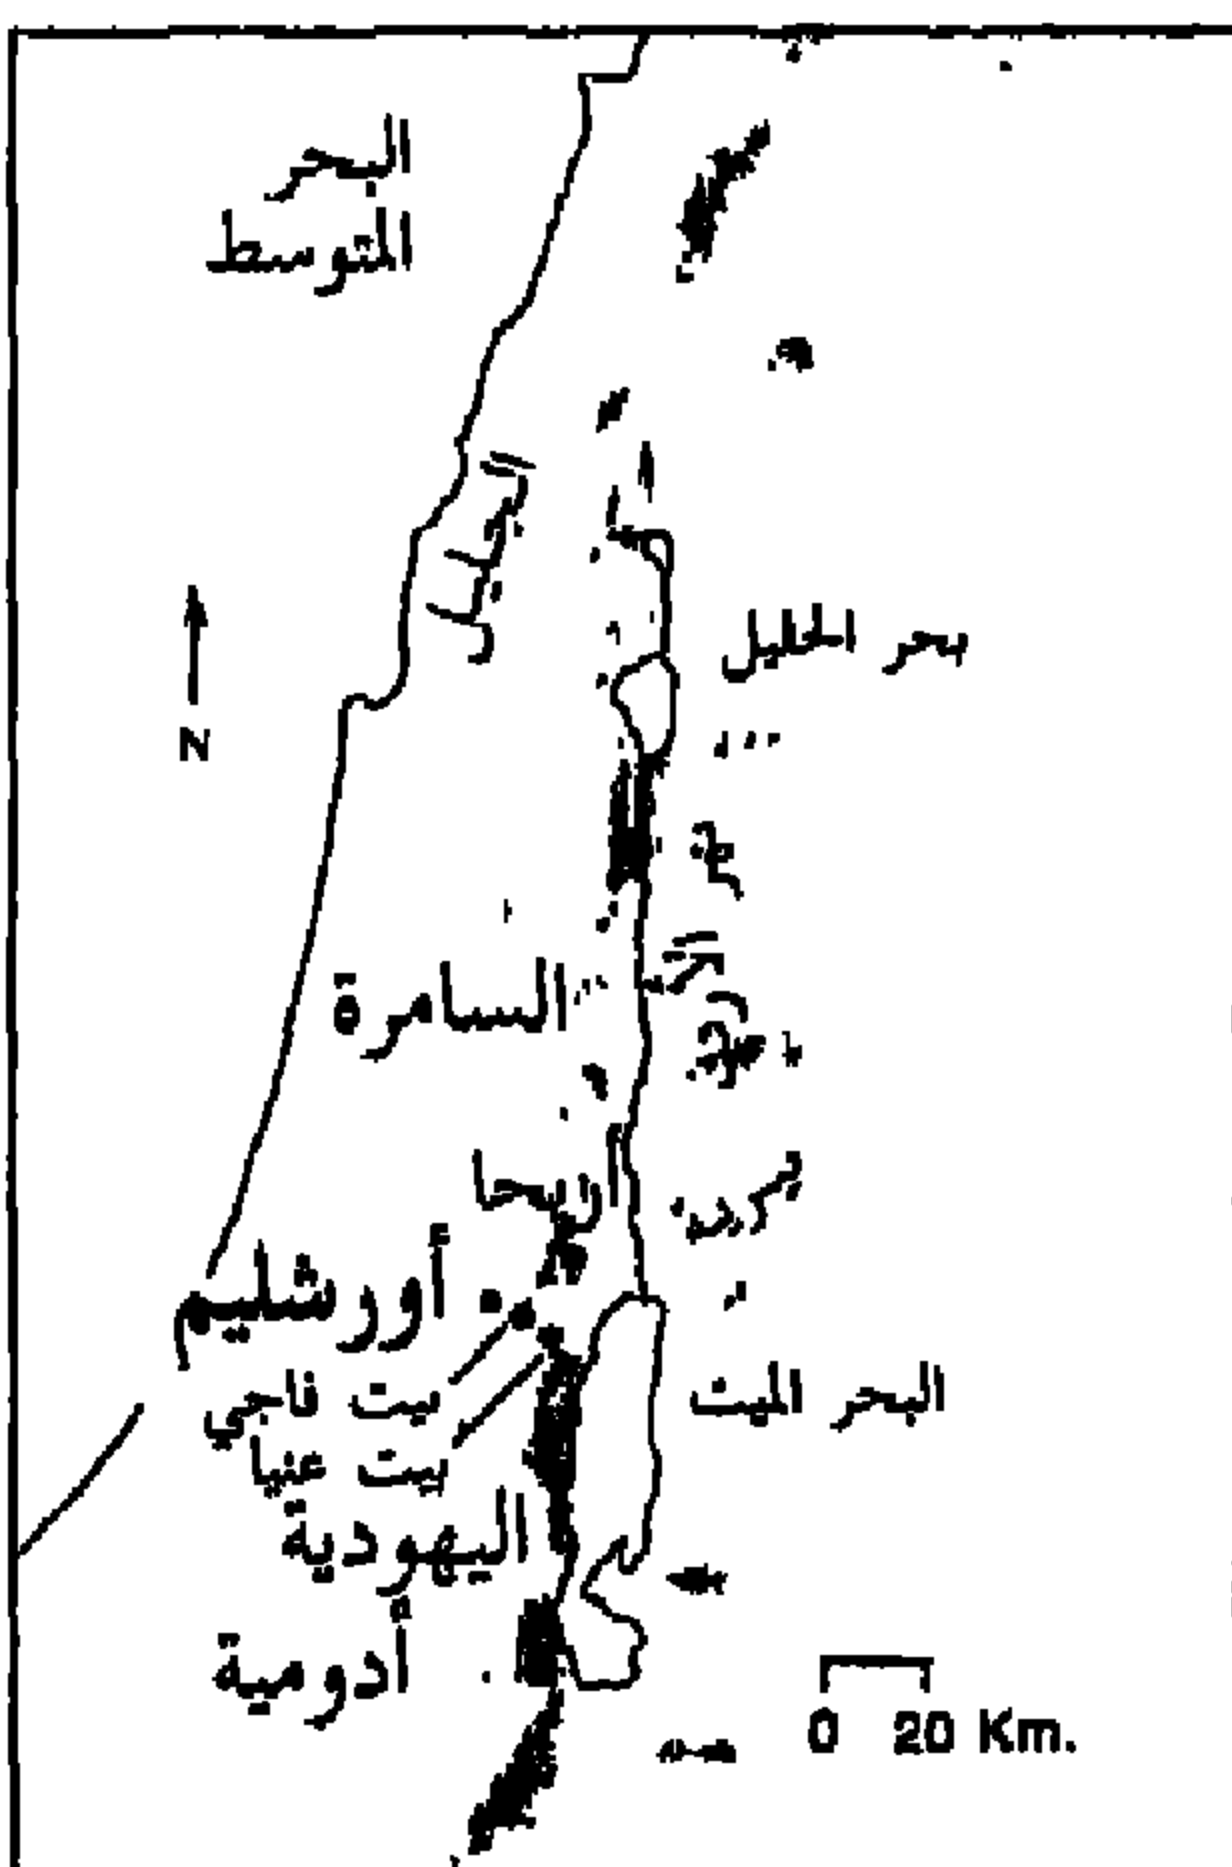 البحر
المتوسط
الجليل
N
بحر الجليل
السامرة
أريحا
أورشليم
بيت فاجي
بيت عنيا
البحر الميت
اليهودية
أدومية
0 20 Km.